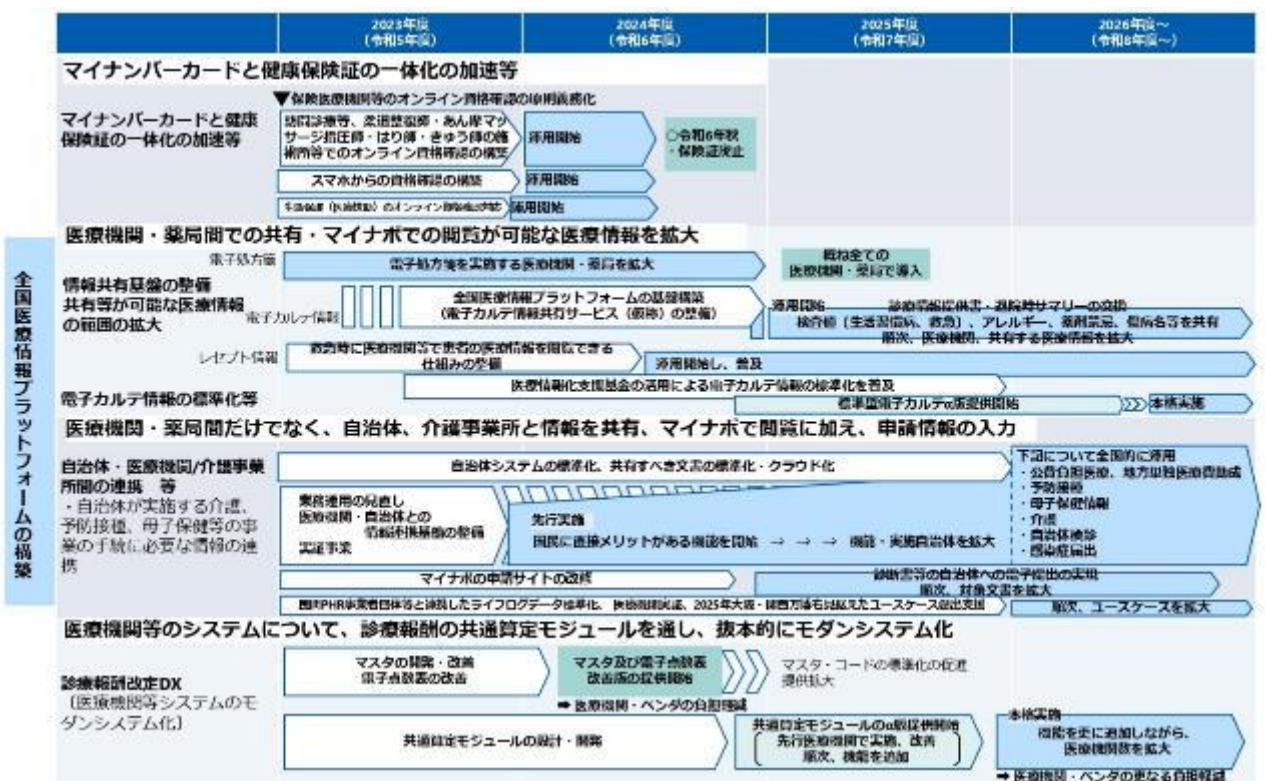 2023年度
(令和5年度)
2024年度
(令和6年度)
2025年度
(令和7年度)
2026年度～
(令和8年度～)
マイナンバーカードと健康保険証の一体化の加速等
▼保険医療機関等のオンライン資格確認の原則義務化
マイナンバーカードと健康
保険証の一体化の加速等
訪問診療等、柔道整復師・あん摩マッ
サージ指圧師・はり師・きゅう師の施
術所等でのオンライン資格確認の構築
運用開始
○令和6年秋
・保険証廃止
スマホからの資格確認の構築
運用開始
運用開始
全国医療情報プラットフォームの構築
医療機関・薬局間での共有・マイナポでの閲覧が可能な医療情報を拡大
電子処方箋
電子処方箋を実施する医療機関・薬局を拡大
概ね全ての
医療機関・薬局で導入
情報共有基盤の整備
共有等が可能な医療情報
の範囲の拡大
電子カルテ情報
全国医療情報プラットフォームの基盤構築
(電子カルテ情報共有サービス（仮称）の整備)
運用開始
診療情報提供書・退院時サマリーの交換
検査値〔生活習慣病、救急〕、アレルギー、薬剤禁忌、傷病名等を共有
順次、医療機関、共有する医療情報を拡大
レセプト情報
救急時に医療機関等で患者の医療情報を閲覧できる
仕組みの整備
運用開始し、普及
医療情報化支援基金の活用による電子カルテ情報の標準化を普及
電子カルテ情報の標準化等
標準型電子カルテα版提供開始
本格実施
医療機関・薬局間だけでなく、自治体、介護事業所と情報を共有、マイナポで閲覧に加え、申請情報の入力
自治体・医療機関/介護事業
所間の連携　等
・自治体が実施する介護、
予防接種、母子保健等の事
業の手続に必要な情報の連
携
自治体システムの標準化、共有すべき文書の標準化・クラウド化
下記について全国的に運用
・公費負担医療、地方単独医療費助成
・予防接種
・母子保健情報
・介護
・自治体検診
・感染症届出
業務運用の見直し
医療機関・自治体との
情報連携基盤の整備
実証事業
先行実施
国民に直接メリットがある機能を開始　→　→　→　機能・実施自治体を拡大
マイナポの申請サイトの改修
診断書等の自治体への電子提出の実現
順次、対象文書を拡大
順次、ユースケースを拡大
医療機関等のシステムについて、診療報酬の共通算定モジュールを通し、抜本的にモダンシステム化
診療報酬改定DX
〔医療機関等システムのモ
ダンシステム化〕
マスタの開発・改善
電子点数表の改善
マスタ及び電子点数表
改善版の提供開始
マスタ・コードの標準化の促進
提供拡大
➡ 医療機関・ベンダの負担軽減
共通算定モジュールの設計・開発
共通算定モジュールのα版提供開始
先行医療機関で実施、改善
順次、機能を追加
本格実施
機能を更に追加しながら、
医療機関数を拡大
➡ 医療機関・ベンダの更なる負担軽減